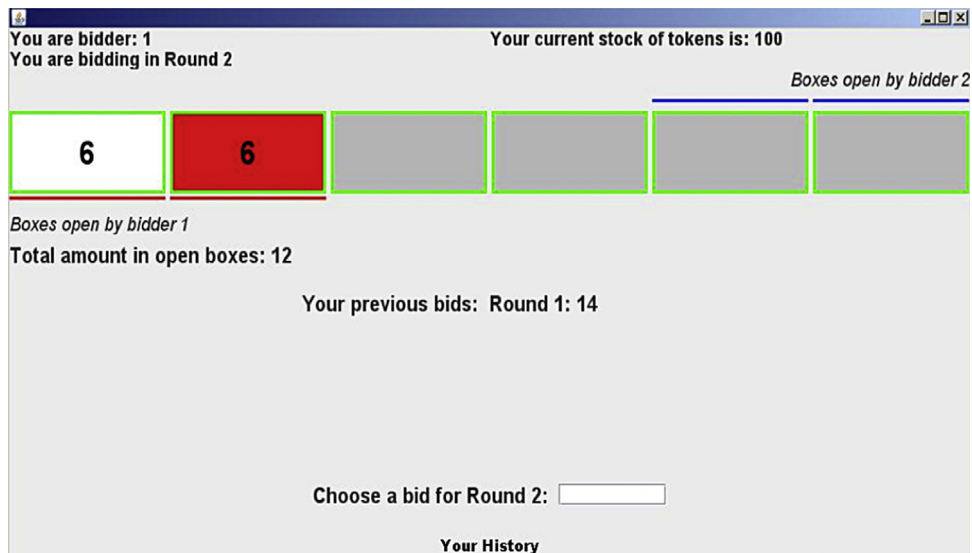 You are bidder: 1
Your current stock of tokens is: 100
You are bidding in Round 2
Boxes open by bidder 2
6
6
Boxes open by bidder 1
Total amount in open boxes: 12
Your previous bids: Round 1: 14
Choose a bid for Round 2:
Your History